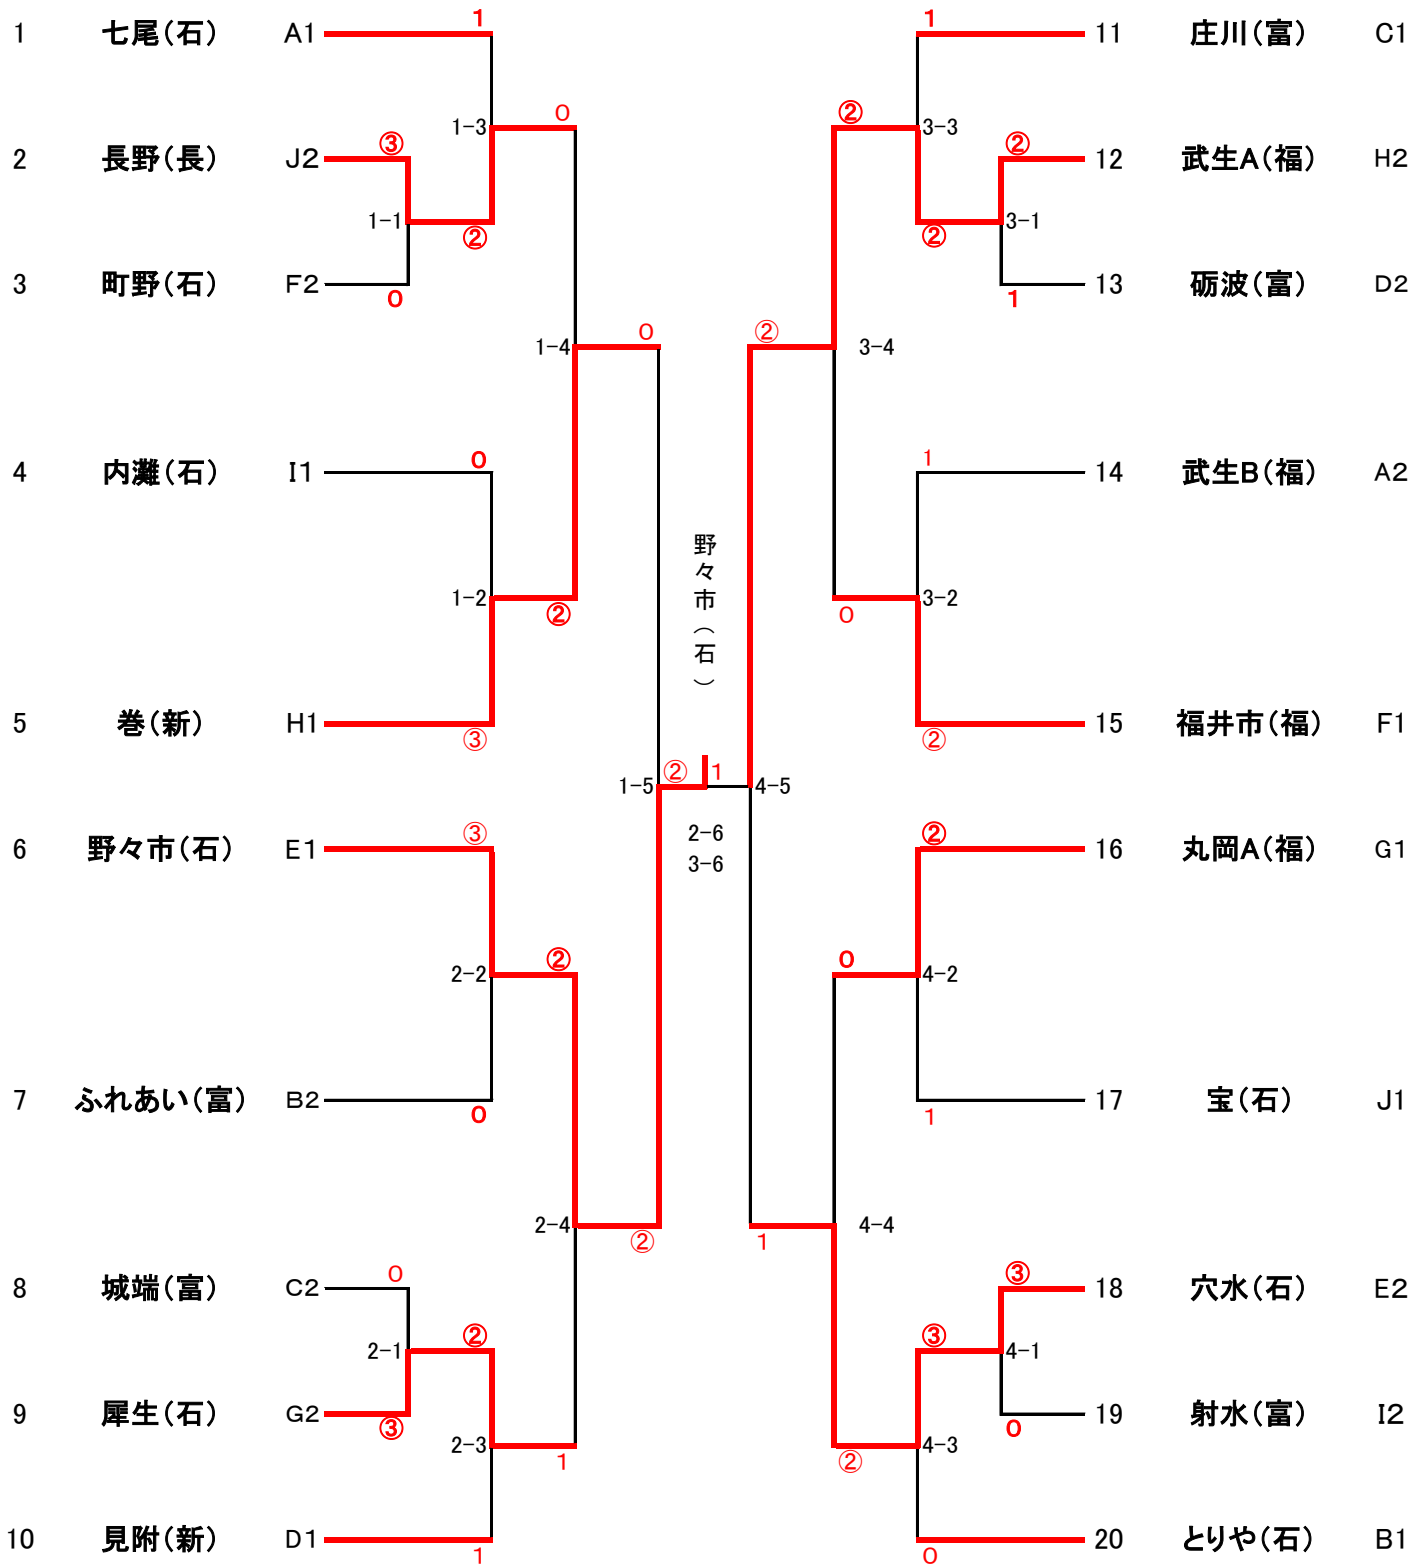 1 七尾(石) A1 1 1 11 庄川(富) C1
0 ②
1-3 3-3
2 長野(長) J2 ③ ② 12 武生A(福) H2
1-1 ② ② 3-1
3 町野(石) F2 0 1 13 砺波(富) D2
1-4 0 ② 3-4
4 内灘(石) I1 0 1 14 武生B(福) A2
野々市(石)
1-2 ② 0 3-2
5 巻(新) H1 ③ ② 15 福井市(福) F1
1-5 ② 1 4-5
2-6
3-6
6 野々市(石) E1 ③ ② 16 丸岡A(福) G1
2-2 ② 0 4-2
7 ふれあい(富) B2 0 1 17 宝(石) J1
2-4 ② 1 4-4
8 城端(富) C2 0 ③ 18 穴水(石) E2
2-1 ② ③ 4-1
9 犀生(石) G2 ③ 0 19 射水(富) I2
2-3 1 ② 4-3
10 見附(新) D1 1 0 20 とりや(石) B1